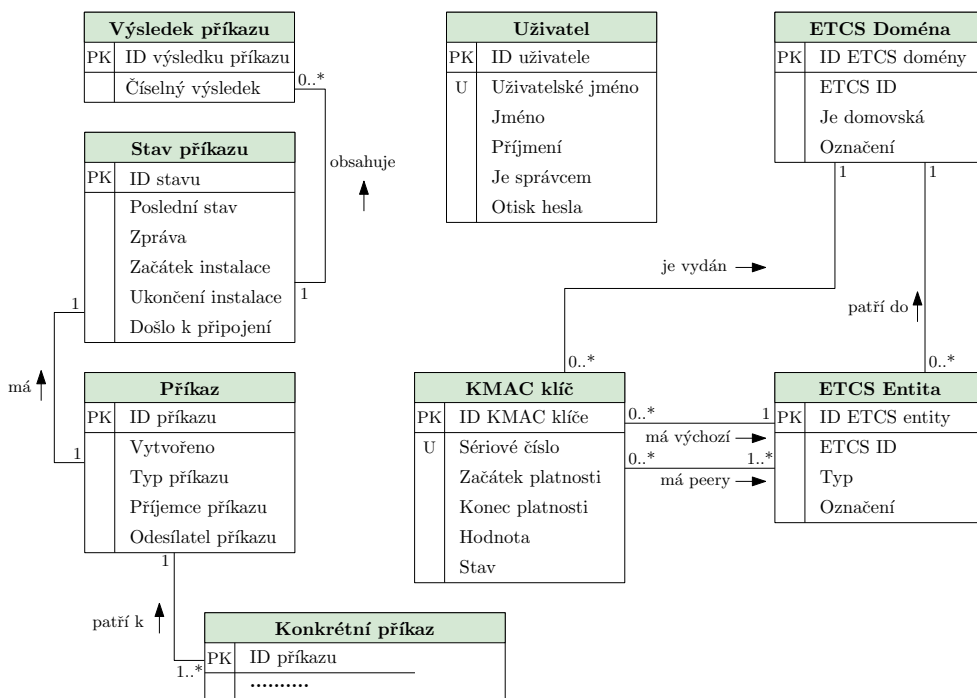 Výsledek příkazu
PK ID výsledku příkazu
Číselný výsledek
0..*
Stav příkazu
PK ID stavu
Poslední stav
Zpráva
Začátek instalace
Ukončení instalace
Došlo k připojení
1
1
obsahuje
má
1
Příkaz
PK ID příkazu
Vytvořeno
Typ příkazu
Příjemce příkazu
Odesílatel příkazu
1
patří k
1..*
Konkrétní příkaz
PK ID příkazu
..........
Uživatel
PK ID uživatele
U Uživatelské jméno
Jméno
Příjmení
Je správcem
Otisk hesla
ETCS Doména
PK ID ETCS domény
ETCS ID
Je domovská
Označení
1
1
je vydán
patří do
0..*
0..*
KMAC klíč
PK ID KMAC klíče
U Sériové číslo
Začátek platnosti
Konec platnosti
Hodnota
Stav
0..*
1
má výchozí
0..*
1..*
má peery
ETCS Entita
PK ID ETCS entity
ETCS ID
Typ
Označení